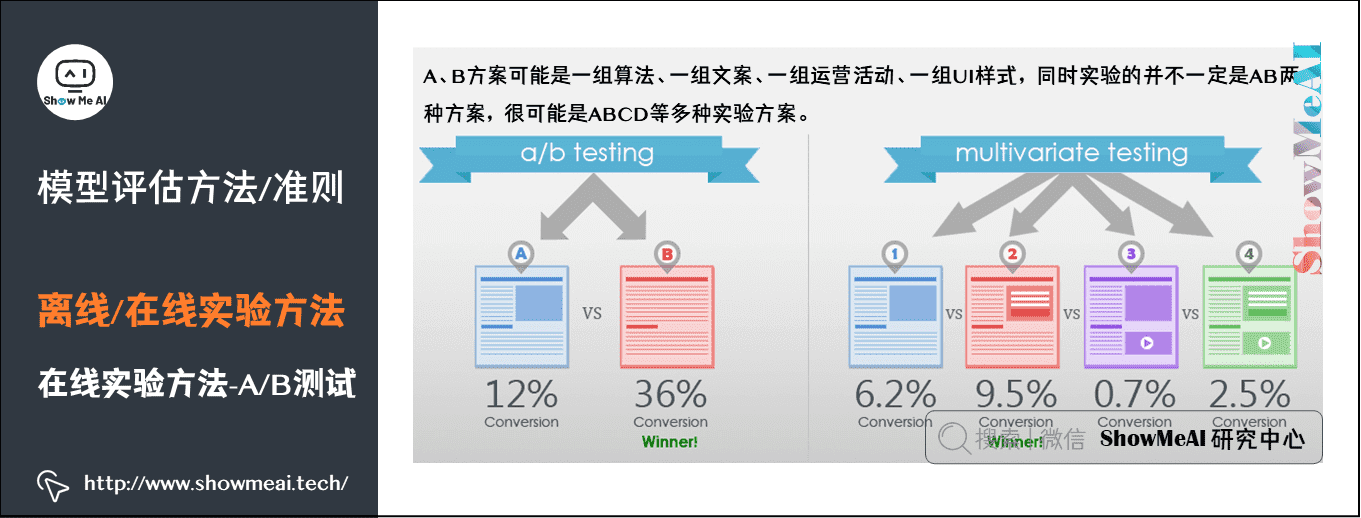 Show Me AI
模型评估方法/准则
离线/在线实验方法
在线实验方法-A/B测试
http://www.showmeai.tech/
A、B方案可能是一组算法、一组文案、一组运营活动、一组UI样式，同时实验的并不一定是AB两
种方案，很可能是ABCD等多种实验方案。
ShowMeAI
a/b testing
A
B
VS
12%
36%
Conversion
Conversion
Winner!
multivariate testing
1
2
3
4
VS
VS
VS
6.2%
9.5%
0.7%
2.5%
Conversion
Conversion
Conversion
Conversion
Winner!
搜索 | 微信 ShowMeAI 研究中心